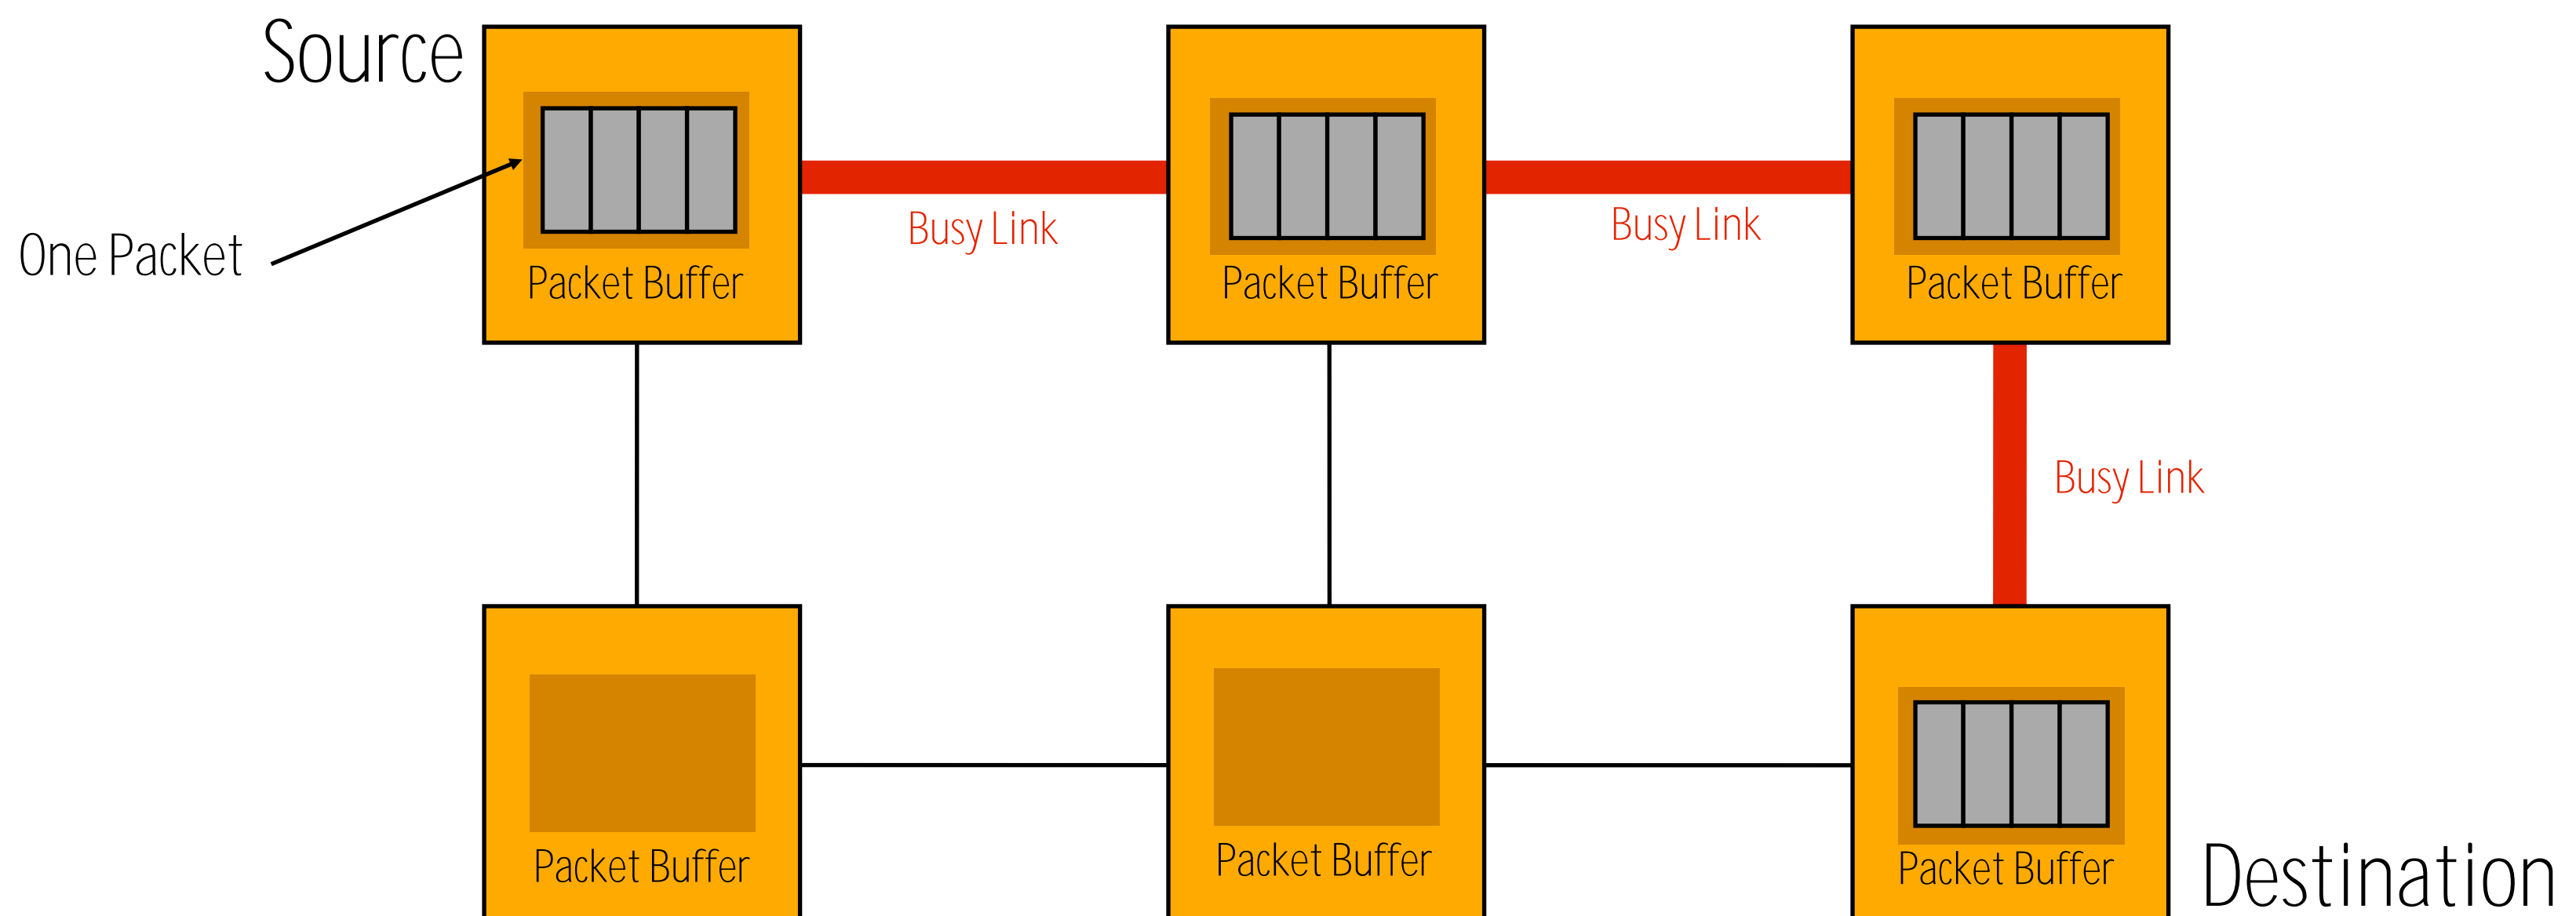 Source
One Packet
Packet Buffer
Busy Link
Packet Buffer
Busy Link
Packet Buffer
Busy Link
Packet Buffer
Packet Buffer
Packet Buffer
Destination